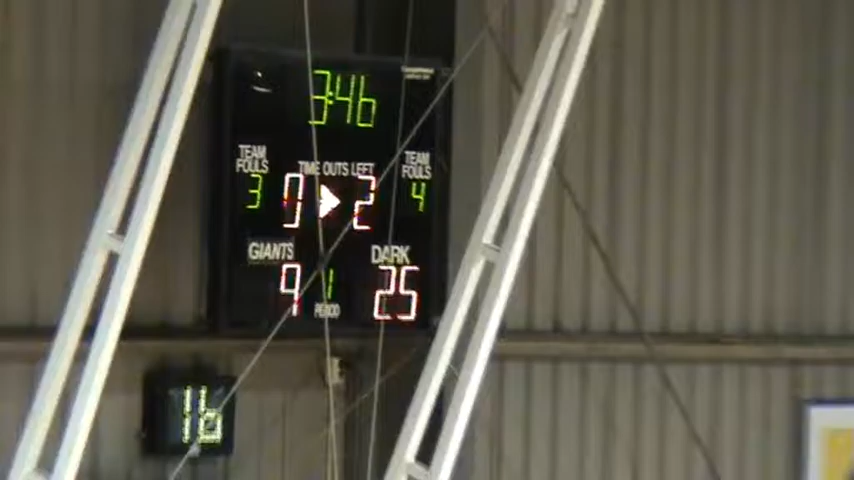 3:46
TEAM FOULS
TIME OUTS LEFT
TEAM FOULS
3
0
2
4
GIANTS
DARK
9
1
25
PERIOD
16